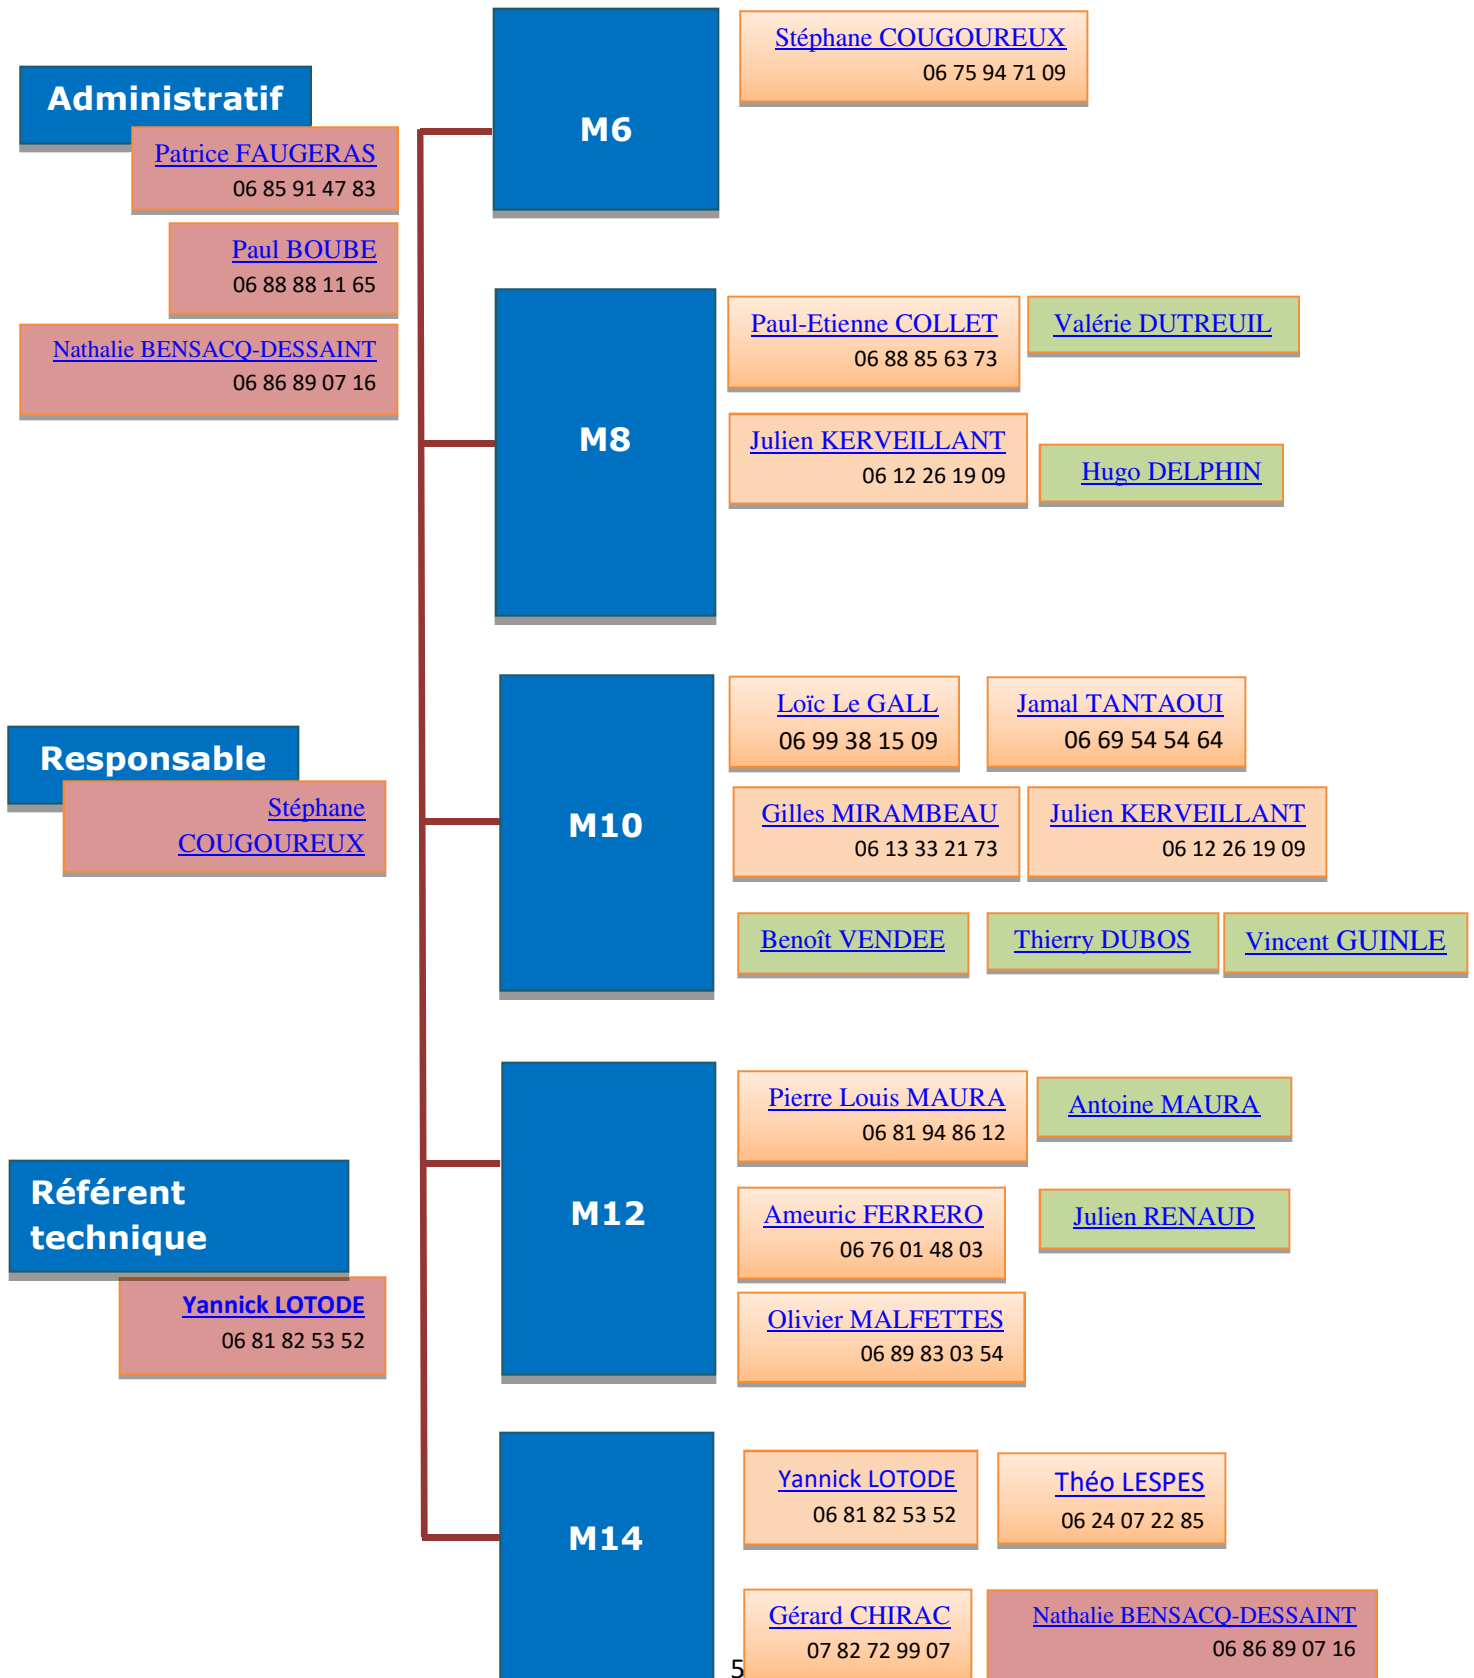 Administratif
Patrice FAUGERAS
06 85 91 47 83
Paul BOUBE
06 88 88 11 65
Nathalie BENSACQ-DESSAINT
06 86 89 07 16
Responsable
Stéphane
COUGOUREUX
Référent
technique
Yannick LOTODE
06 81 82 53 52
M6
Stéphane COUGOUREUX
06 75 94 71 09
M8
Paul-Etienne COLLET
06 88 85 63 73
Valérie DUTREUIL
Julien KERVEILLANT
06 12 26 19 09
Hugo DELPHIN
M10
Loïc Le GALL
06 99 38 15 09
Jamal TANTAOUI
06 69 54 54 64
Gilles MIRAMBEAU
06 13 33 21 73
Julien KERVEILLANT
06 12 26 19 09
Benoît VENDEE
Thierry DUBOS
Vincent GUINLE
M12
Pierre Louis MAURA
06 81 94 86 12
Antoine MAURA
Ameuric FERRERO
06 76 01 48 03
Julien RENAUD
Olivier MALFETTES
06 89 83 03 54
M14
Yannick LOTODE
06 81 82 53 52
Théo LESPES
06 24 07 22 85
Gérard CHIRAC
07 82 72 99 07
Nathalie BENSACQ-DESSAINT
06 86 89 07 16
5